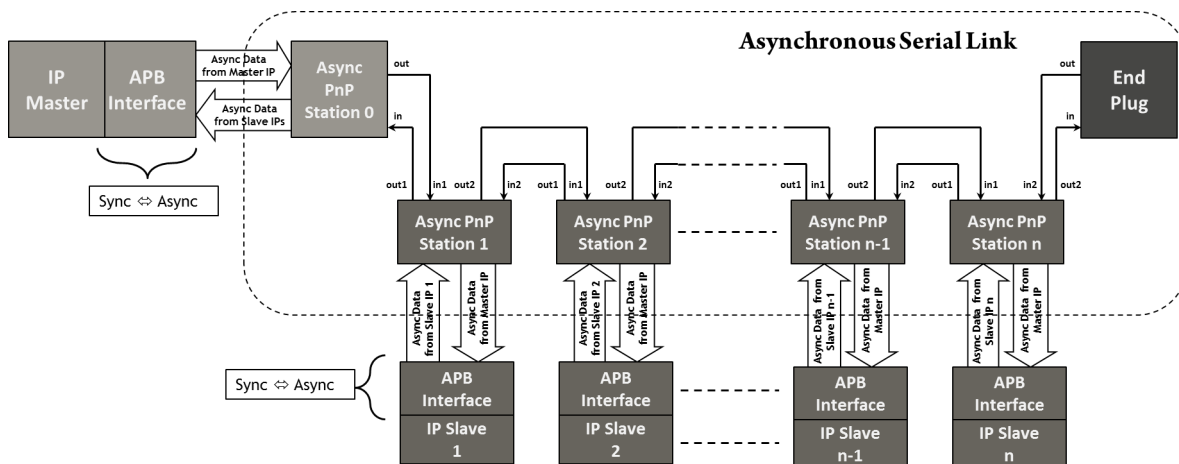 Asynchronous Serial Link
IP
Master
APB
Interface
Async Data
from Master IP
Async Data
from Slave IPs
Async
PnP
Station 0
out
in
out
in
End
Plug
Sync ⇔ Async
out1
in1
out2
in2
out1
in1
out2
in2
out1
in1
out2
in2
out1
in1
in2
out2
Async PnP
Station 1
Async PnP
Station 2
Async PnP
Station n-1
Async PnP
Station n
Async Data
from Slave IP 1
Async Data
from Master IP
Async Data
from Slave IP 2
Async Data
from Master IP
Async Data from
Slave IP n-1
Async Data from
Master IP
Async Data from
Slave IP n
Async Data from
Master IP
Sync ⇔ Async
APB
Interface
IP Slave
1
APB
Interface
IP Slave
2
APB
Interface
IP Slave
n-1
APB
Interface
IP Slave
n